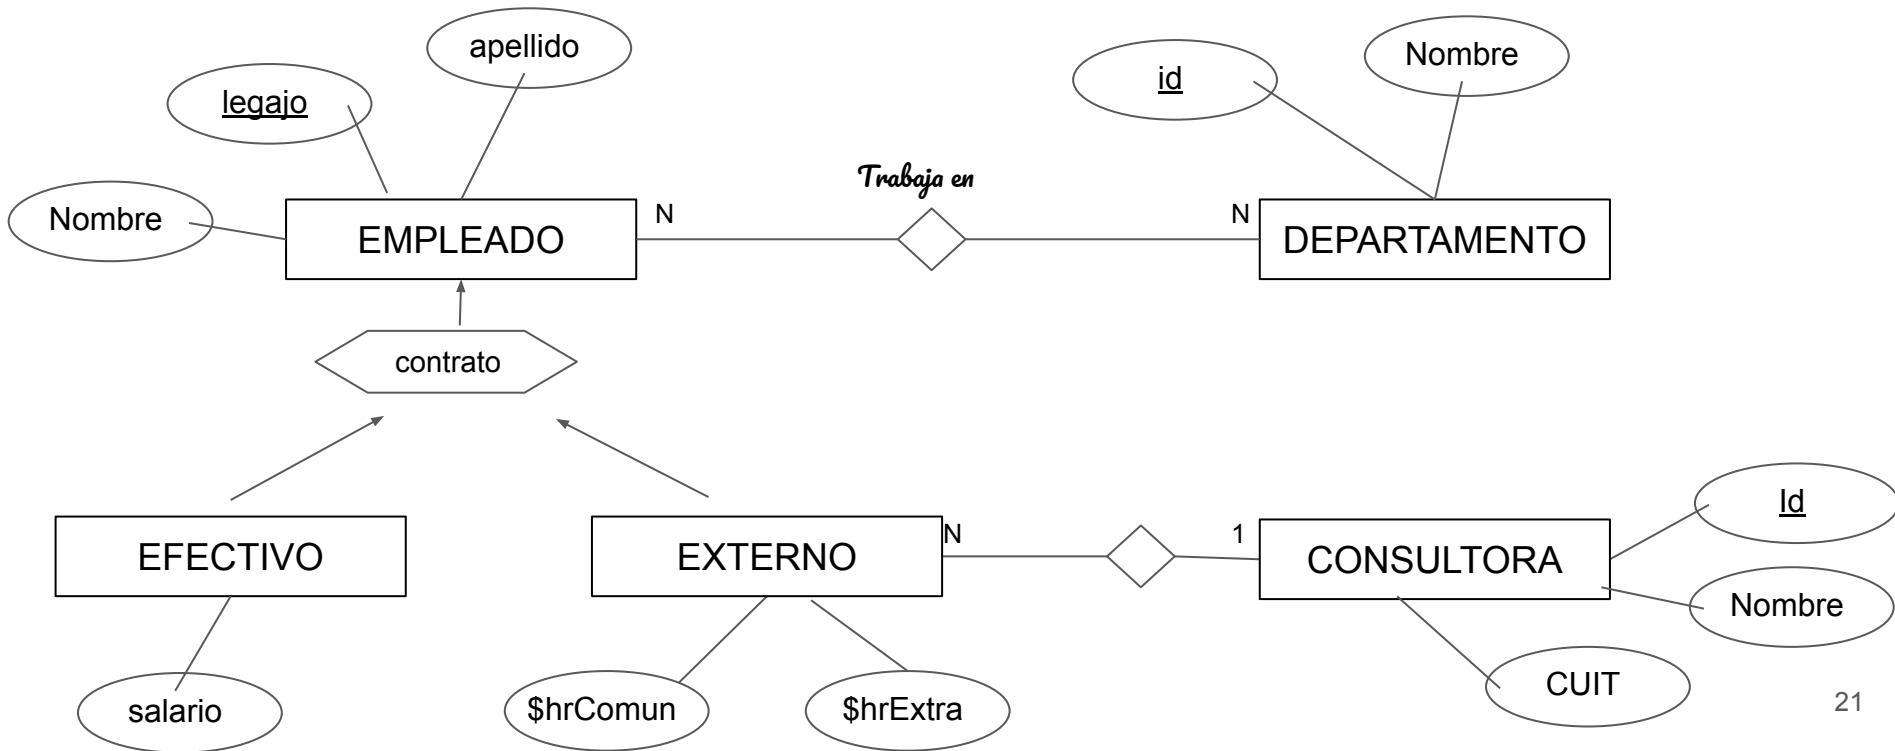 apellido
Nombre
id
legajo
Trabaja en
Nombre
N
N
EMPLEADO
DEPARTAMENTO
contrato
Id
N
1
EFECTIVO
EXTERNO
CONSULTORA
Nombre
CUIT
salario
$hrComun
$hrExtra
21